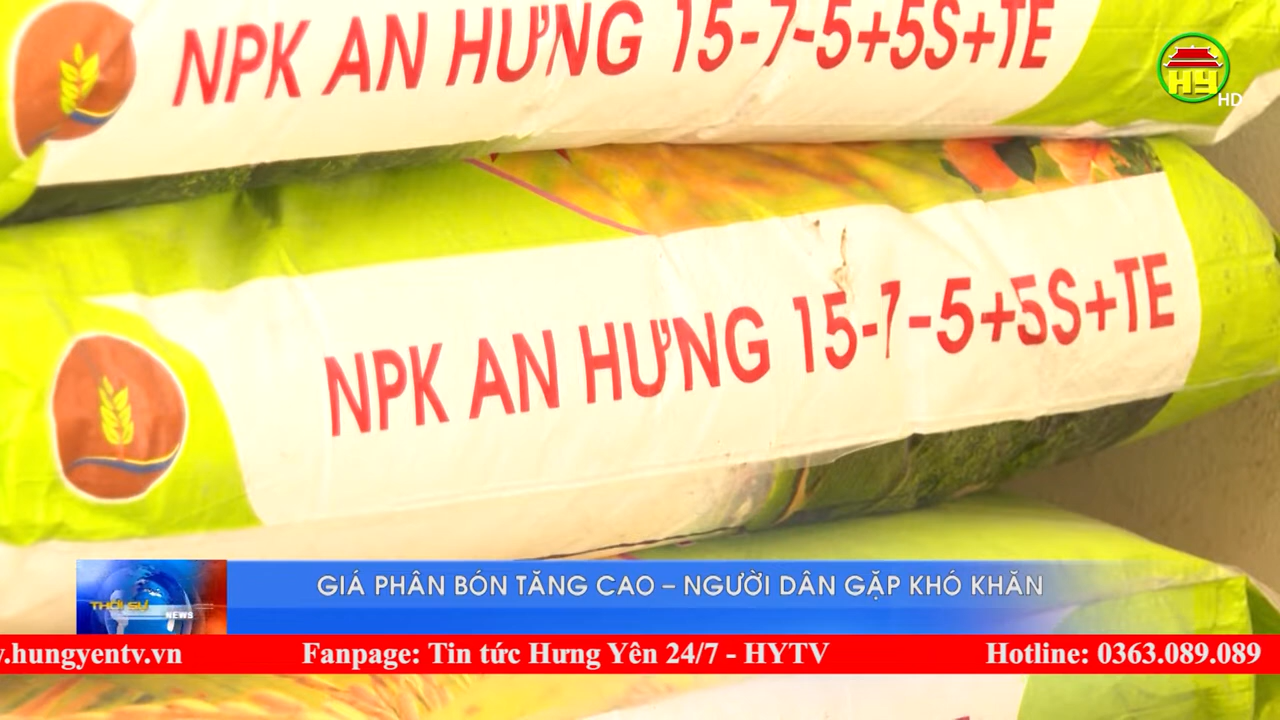 NPK AN HƯNG 15-7-5+5S+TE
HY
HD
NPK AN HƯNG 15-7-5+5S+TE
GIÁ PHÂN BÓN TĂNG CAO – NGƯỜI DÂN GẶP KHÓ KHĂN
THỜI SỰ
NEWS
.hungyentv.vn Fanpage: Tin tức Hưng Yên 24/7 - HYTV Hotline: 0363.089.089